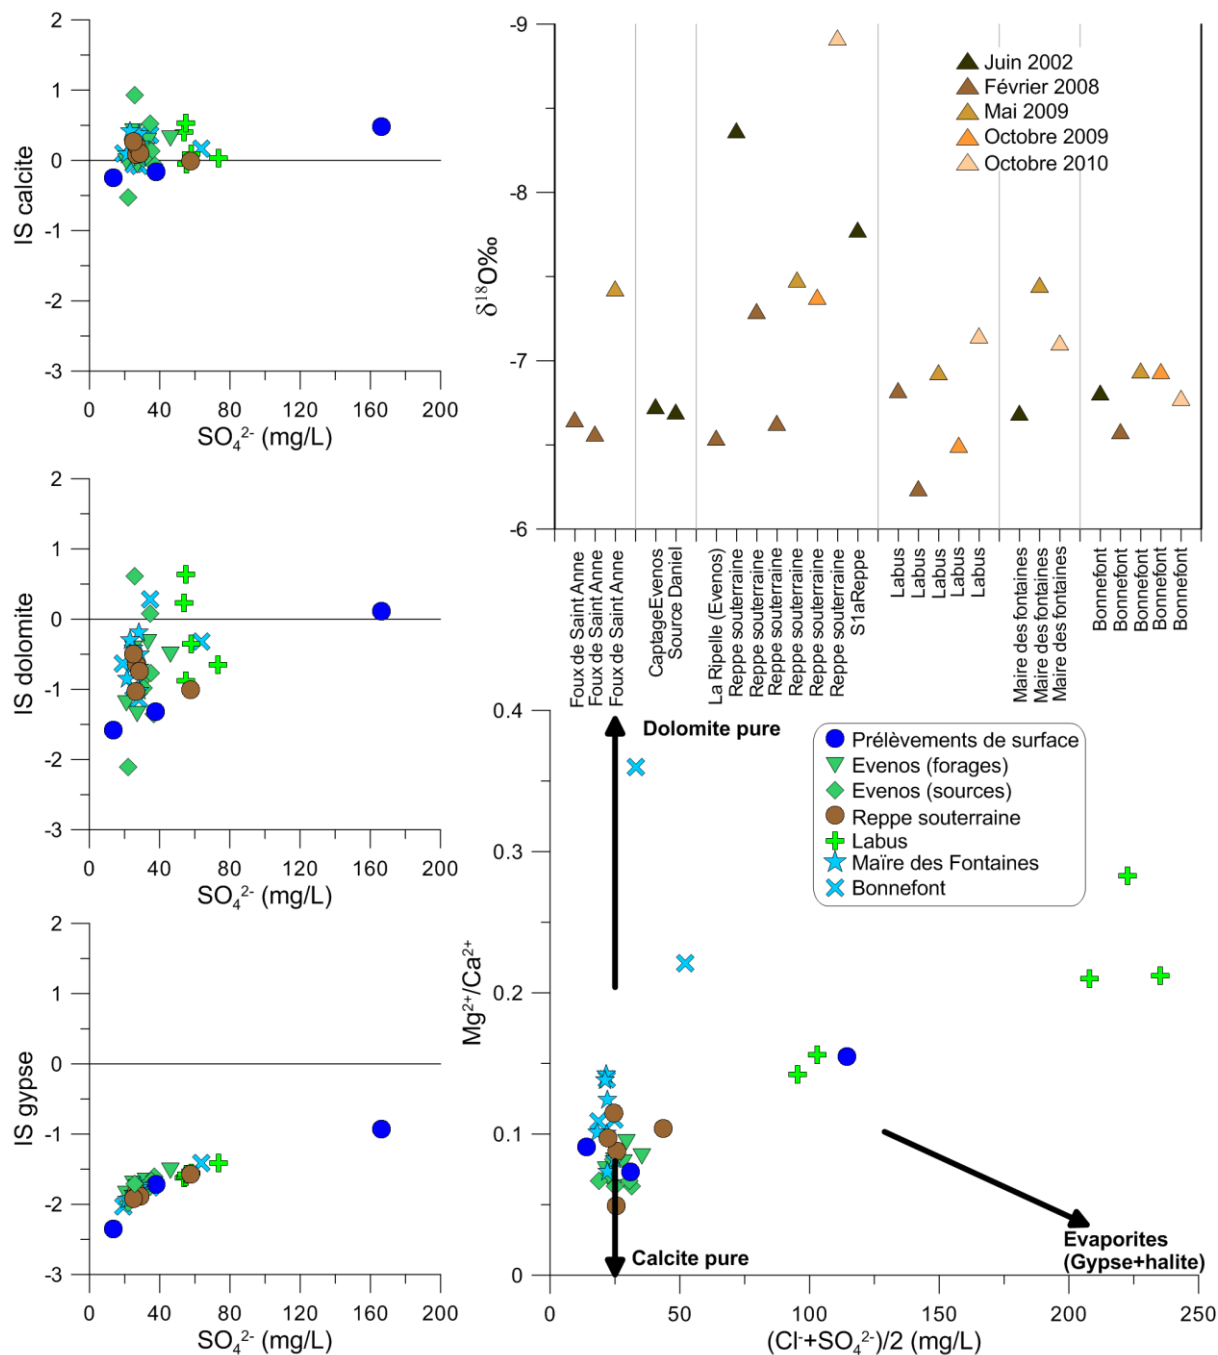 2
1
0
-1
-2
-3
IS calcite
0 40 80 120 160 200
SO₄²⁻ (mg/L)
2
1
0
-1
-2
-3
IS dolomite
0 40 80 120 160 200
SO₄²⁻ (mg/L)
2
1
0
-1
-2
-3
IS gypse
0 40 80 120 160 200
SO₄²⁻ (mg/L)
-9
-8
-7
-6
δ¹⁸O‰
Juin 2002
Février 2008
Mai 2009
Octobre 2009
Octobre 2010
Foux de Saint Anne
Foux de Saint Anne
Foux de Saint Anne
CaptageEvenos
Source Daniel
La Ripelle (Evenos)
Reppe souterraine
Reppe souterraine
Reppe souterraine
Reppe souterraine
Reppe souterraine
Reppe souterraine
S1aReppe
Labus
Labus
Labus
Labus
Labus
Maire des fontaines
Maire des fontaines
Maire des fontaines
Bonnefont
Bonnefont
Bonnefont
Bonnefont
Bonnefont
0.4
0.3
0.2
0.1
0
Mg²⁺/Ca²⁺
Dolomite pure
Prélèvements de surface
Evenos (forages)
Evenos (sources)
Reppe souterraine
Labus
Maïre des Fontaines
Bonnefont
Calcite pure
Evaporites
(Gypse+halite)
0 50 100 150 200 250
(Cl⁻+SO₄²⁻)/2 (mg/L)